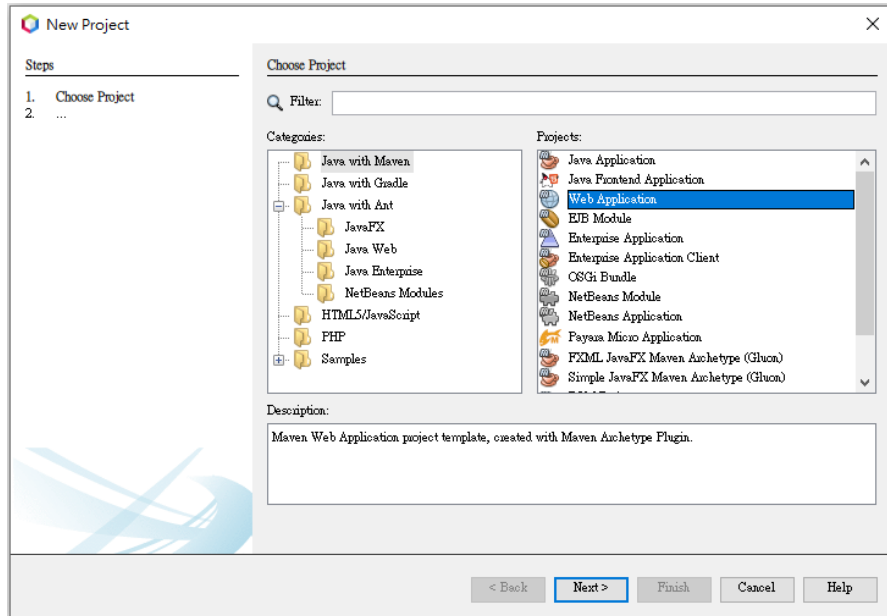 New Project
Steps
1. Choose Project
2. ...
Choose Project
Filter:
Categories:
Java with Maven
Java with Gradle
Java with Ant
JavaFX
Java Web
Java Enterprise
NetBeans Modules
HTML5/JavaScript
PHP
Samples
Projects:
Java Application
Java Frontend Application
Web Application
EJB Module
Enterprise Application
Enterprise Application Client
OSGi Bundle
NetBeans Module
NetBeans Application
Payara Micro Application
FXML JavaFX Maven Archetype (Gluon)
Simple JavaFX Maven Archetype (Gluon)
Description:
Maven Web Application project template, created with Maven Archetype Plugin.
< Back
Next >
Finish
Cancel
Help